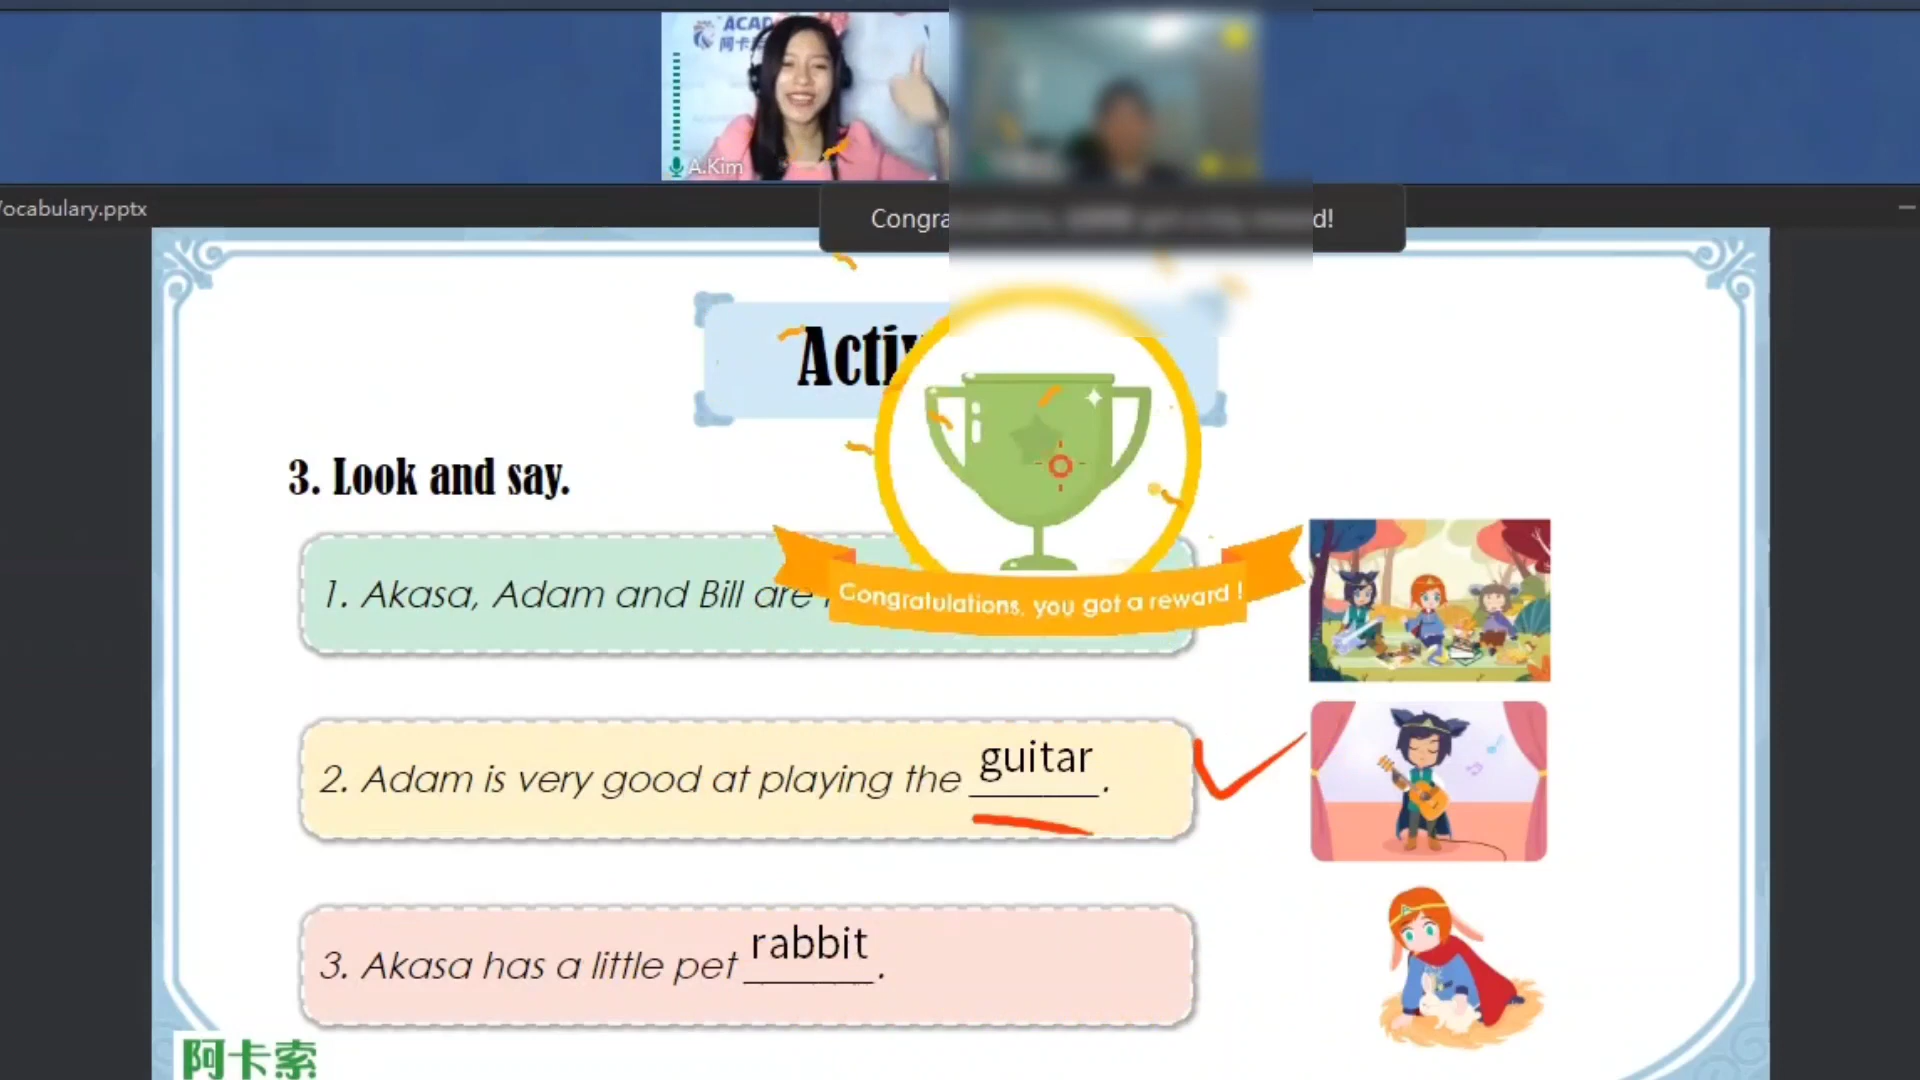 ACAD
阿卡
A.Kim
ocabulary.pptx
Congra d!
Acti
3. Look and say.
1. Akasa, Adam and Bill are
Congratulations, you got a reward !
guitar
2. Adam is very good at playing the ______.
rabbit
3. Akasa has a little pet ______.
阿卡索